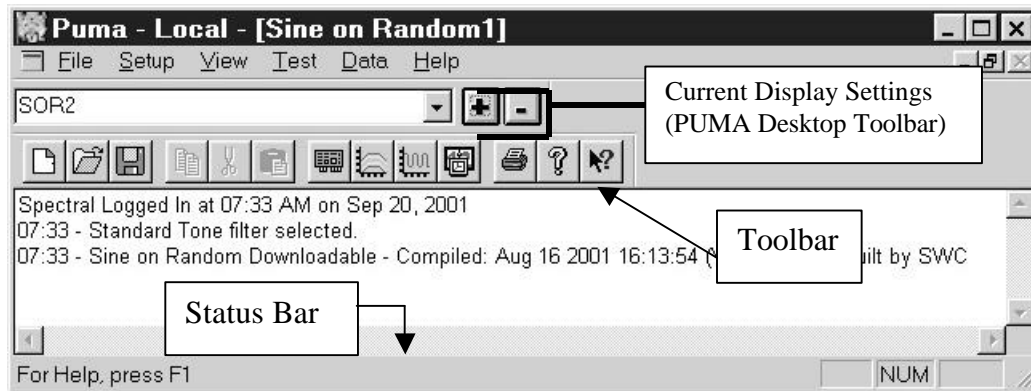 Puma - Local - [Sine on Random1]
File Setup View Test Data Help
SOR2
Current Display Settings
(PUMA Desktop Toolbar)
Spectral Logged In at 07:33 AM on Sep 20, 2001
07:33 - Standard Tone filter selected.
07:33 - Sine on Random Downloadable - Compiled: Aug 16 2001 16:13:54 by SWC
Toolbar
Status Bar
For Help, press F1
NUM